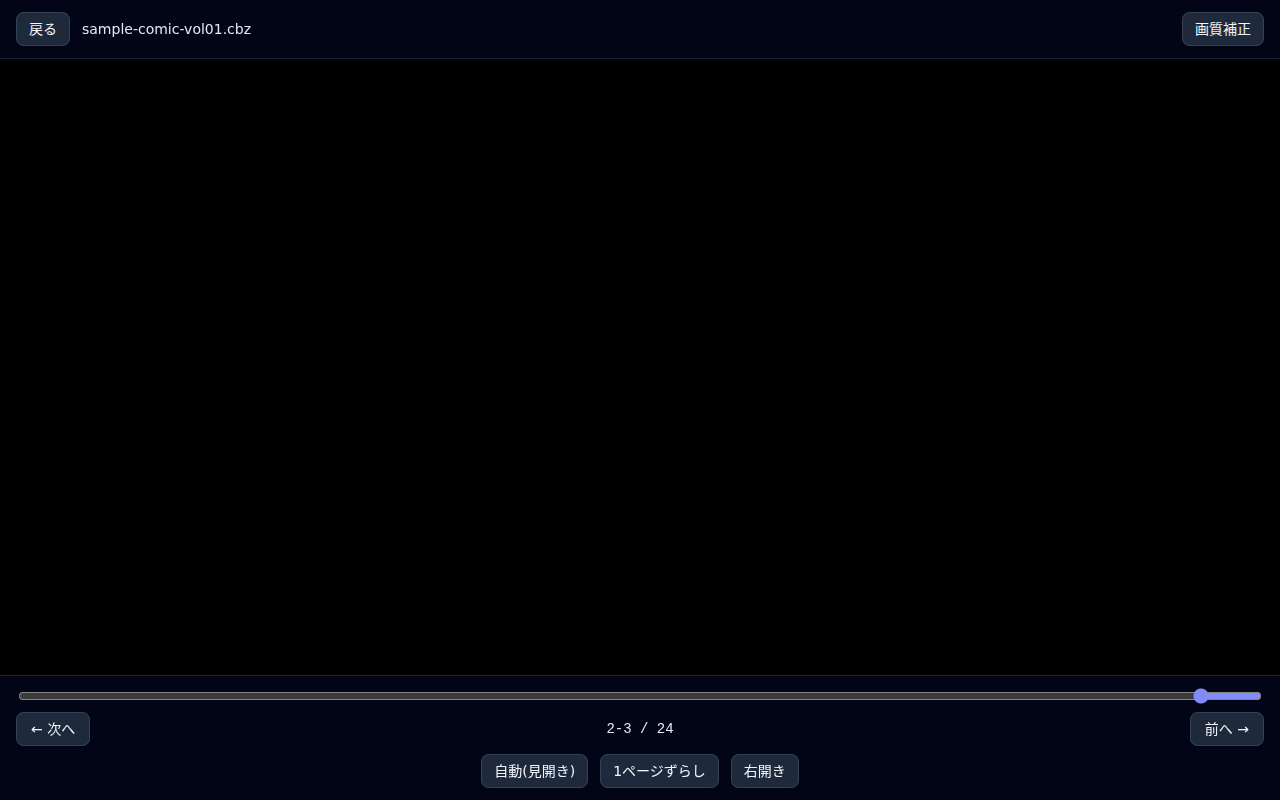 戻る
sample-comic-vol01.cbz
画質補正
← 次へ
2-3 / 24
前へ →
自動(見開き)
1ページずらし
右開き